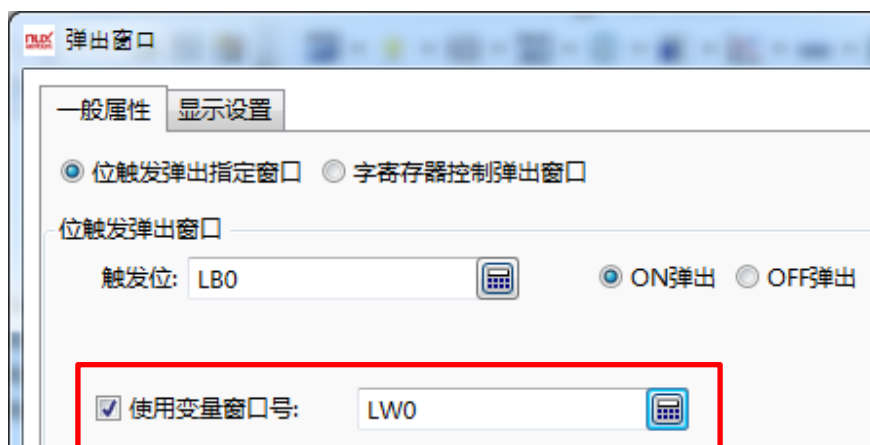 弹出窗口
一般属性 显示设置
位触发弹出指定窗口 字寄存器控制弹出窗口
位触发弹出窗口
触发位: LB0 ON弹出 OFF弹出
使用变量窗口号: LW0